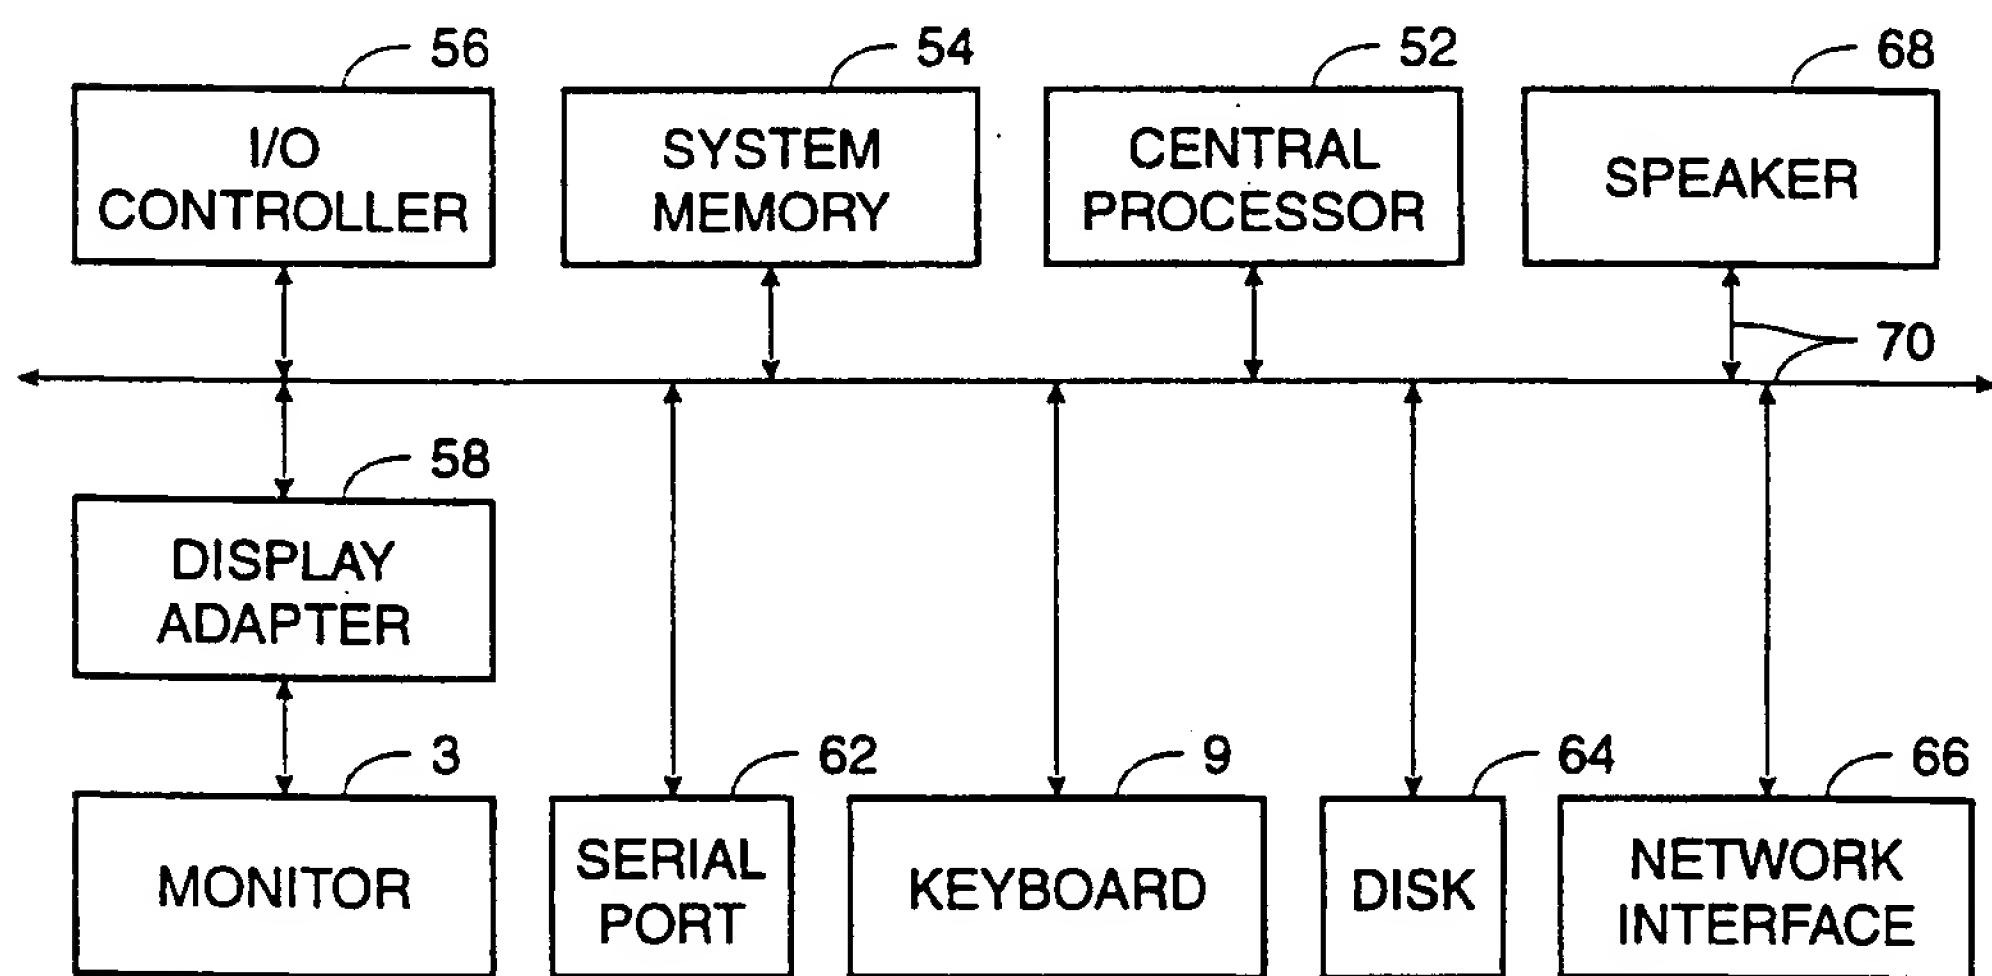 56
54
52
68
I/O
CONTROLLER
SYSTEM
MEMORY
CENTRAL
PROCESSOR
SPEAKER
70
58
DISPLAY
ADAPTER
3
62
9
64
66
MONITOR
SERIAL
PORT
KEYBOARD
DISK
NETWORK
INTERFACE